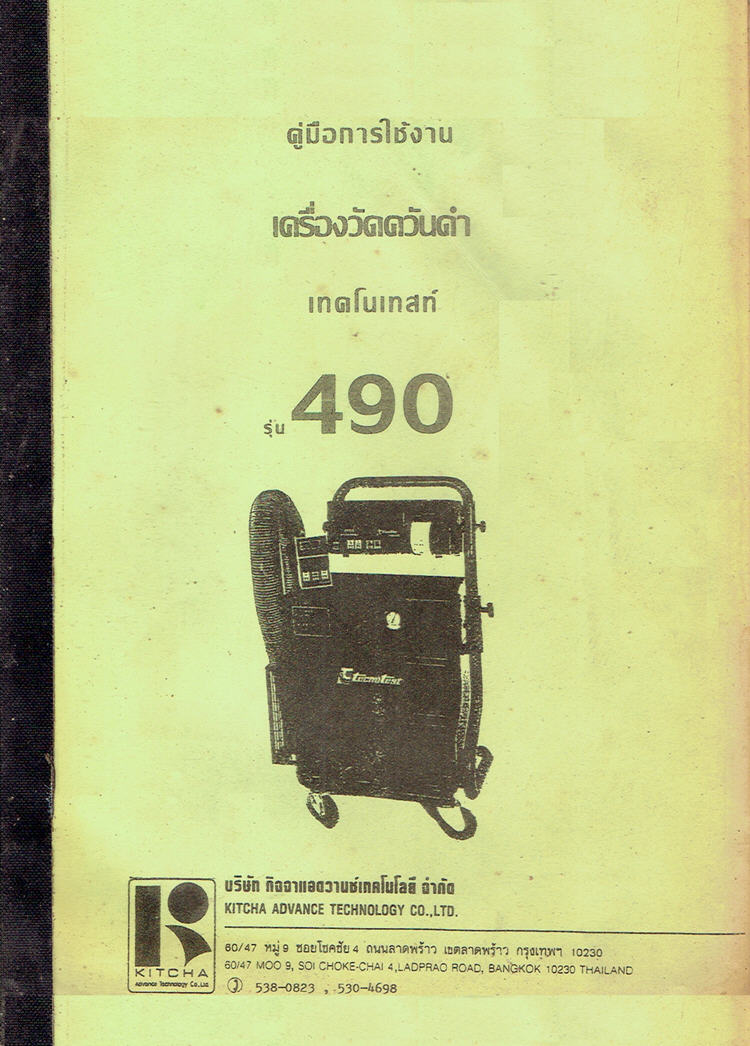 คู่มือการใช้งาน
เครื่องวัดควันดำ
เทคโนเทสท์
รุ่น 490
tecnotest
บริษัท กิจจาแอดวานซ์เทคโนโลยี จำกัด
KITCHA ADVANCE TECHNOLOGY CO.,LTD.
KITCHA
Advance Technology Co.,Ltd.
60/47 หมู่ 9 ซอยโชคชัย 4 ถนนลาดพร้าว เขตลาดพร้าว กรุงเทพฯ 10230
60/47 MOO 9, SOI CHOKE-CHAI 4,LADPRAO ROAD, BANGKOK 10230 THAILAND
538-0823 , 530-4698